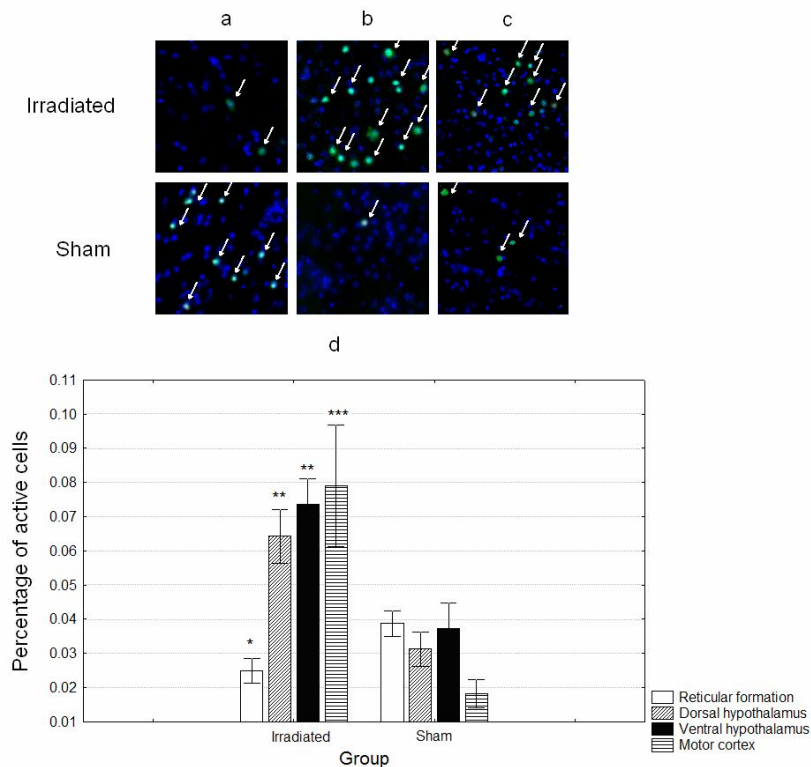 a b c
Irradiated
Sham
d
Percentage of active cells
0.11
0.10
0.09
0.08
0.07
0.06
0.05
0.04
0.03
0.02
0.01
*
**
**
***
Irradiated Sham
Group
Reticular formation
Dorsal hypothalamus
Ventral hypothalamus
Motor cortex